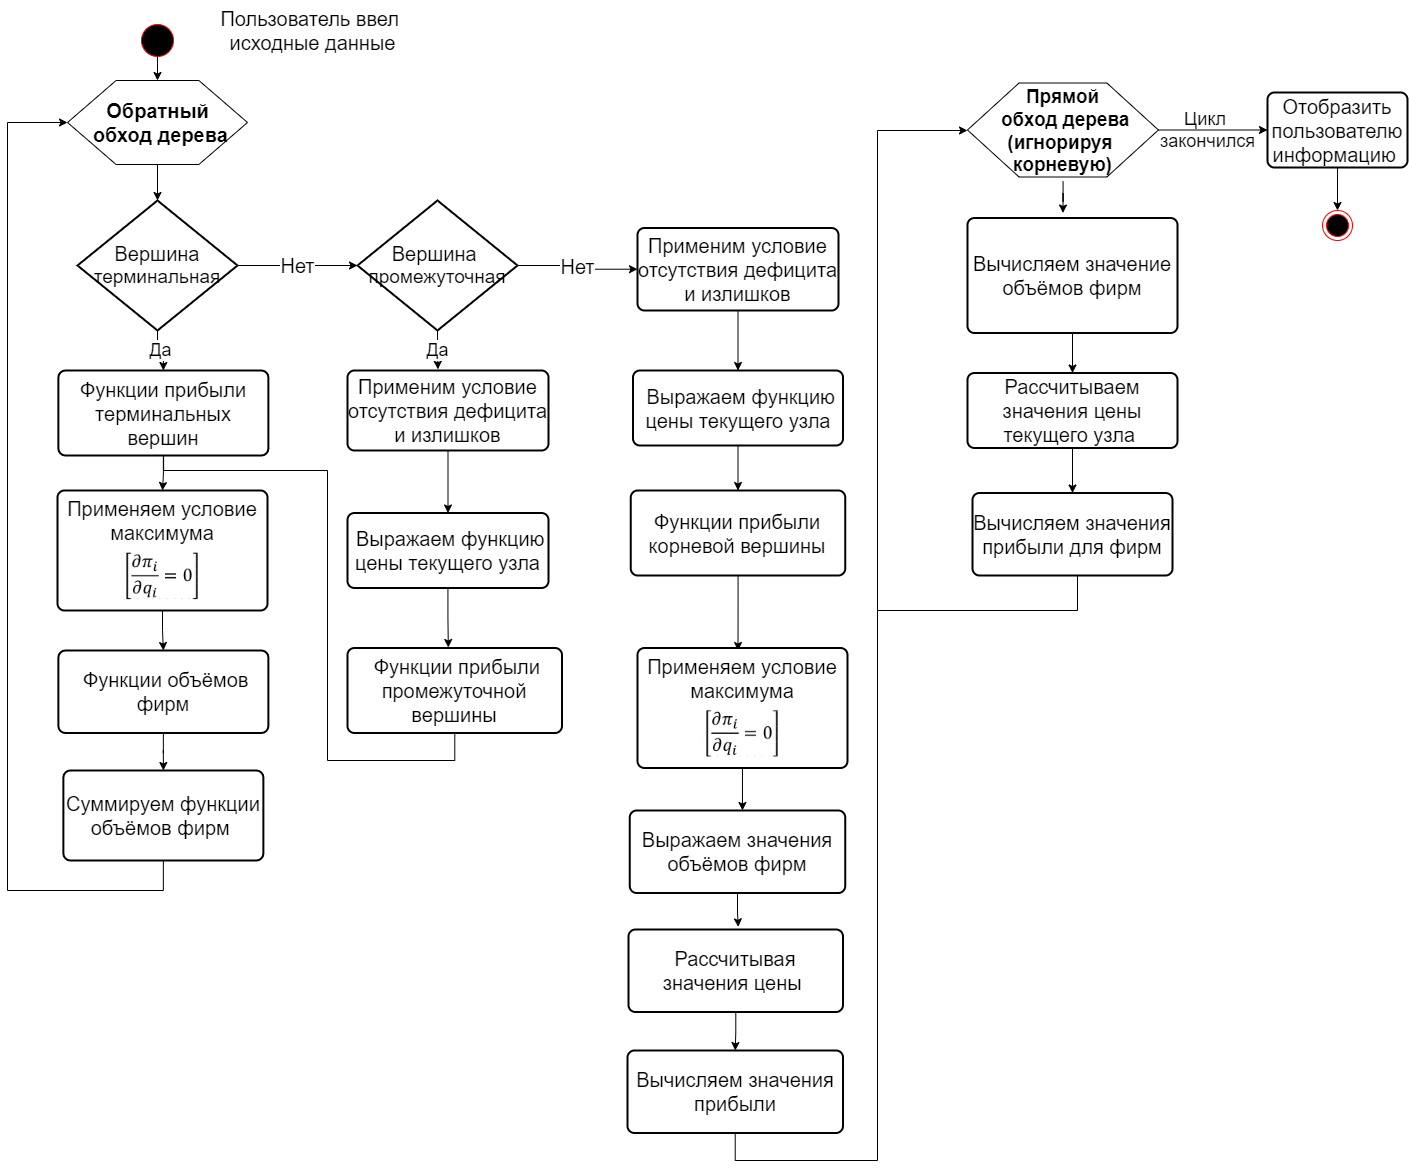 Пользователь ввел
исходные данные
Обратный
обход дерева
Вершина
терминальная
Нет
Вершина
промежуточная
Нет
Да
Функции прибыли
терминальных
вершин
Применяем условие
максимума
[∂πᵢ/∂qᵢ = 0]
Функции объёмов
фирм
Суммируем функции
объёмов фирм
Да
Применим условие
отсутствия дефицита
и излишков
Выражаем функцию
цены текущего узла
Функции прибыли
промежуточной
вершины
Применим условие
отсутствия дефицита
и излишков
Выражаем функцию
цены текущего узла
Функции прибыли
корневой вершины
Применяем условие
максимума
[∂πᵢ/∂qᵢ = 0]
Выражаем значения
объёмов фирм
Рассчитывая
значения цены
Вычисляем значения
прибыли
Прямой
обход дерева
(игнорируя
корневую)
Цикл
закончился
Отобразить
пользователю
информацию
Вычисляем значение
объёмов фирм
Рассчитываем
значения цены
текущего узла
Вычисляем значения
прибыли для фирм